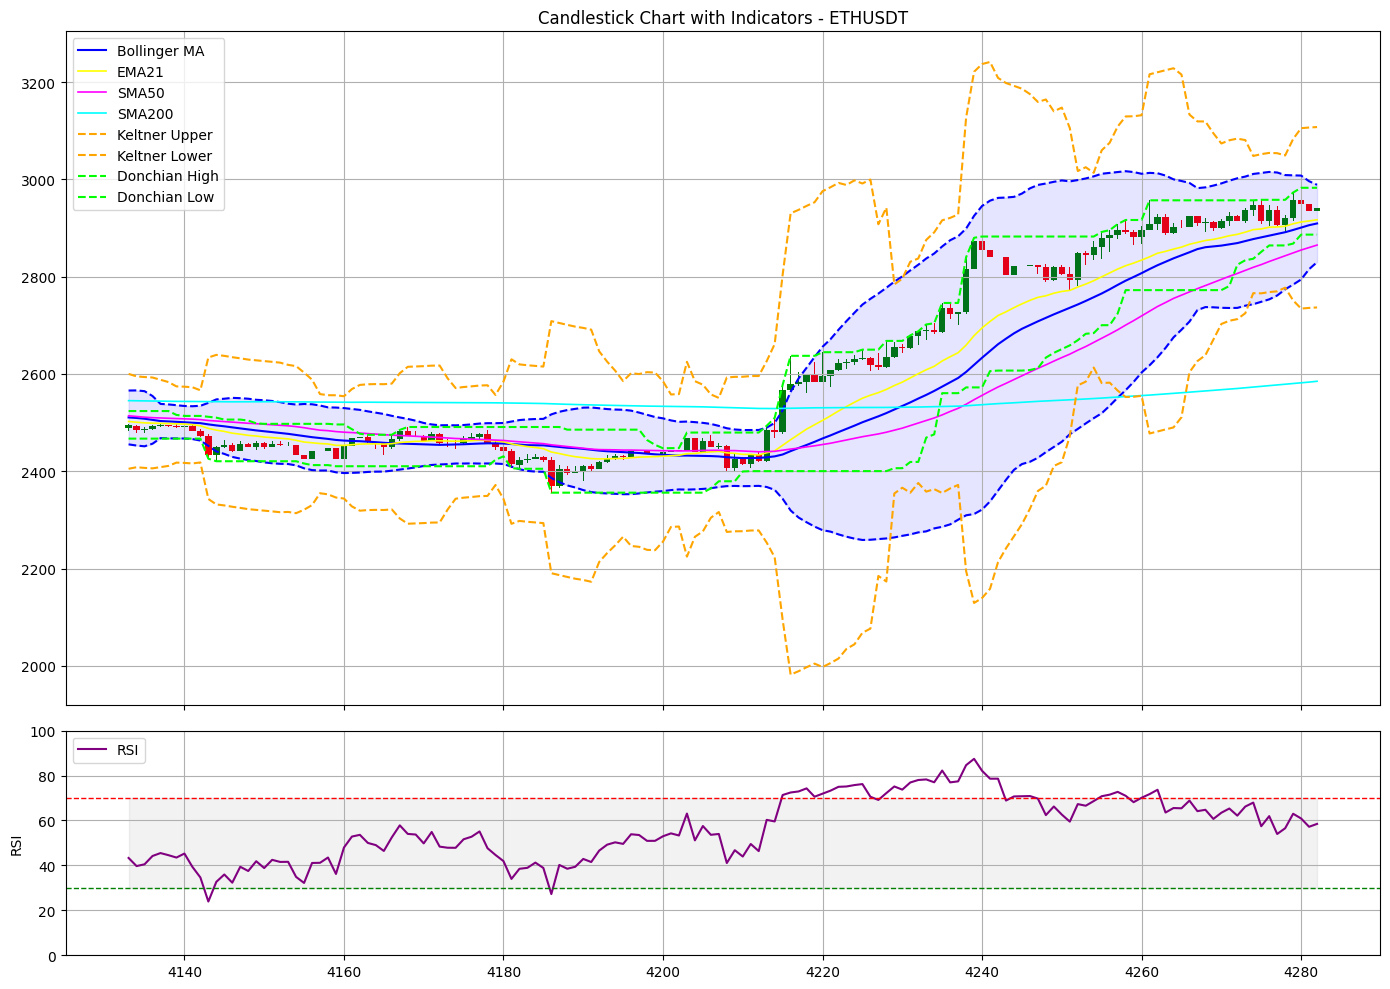 Candlestick Chart with Indicators - ETHUSDT
Bollinger MA
EMA21
SMA50
SMA200
Keltner Upper
Keltner Lower
Donchian High
Donchian Low
3200
3000
2800
2600
2400
2200
2000
RSI
100
80
60
40
20
0
RSI
4140 4160 4180 4200 4220 4240 4260 4280